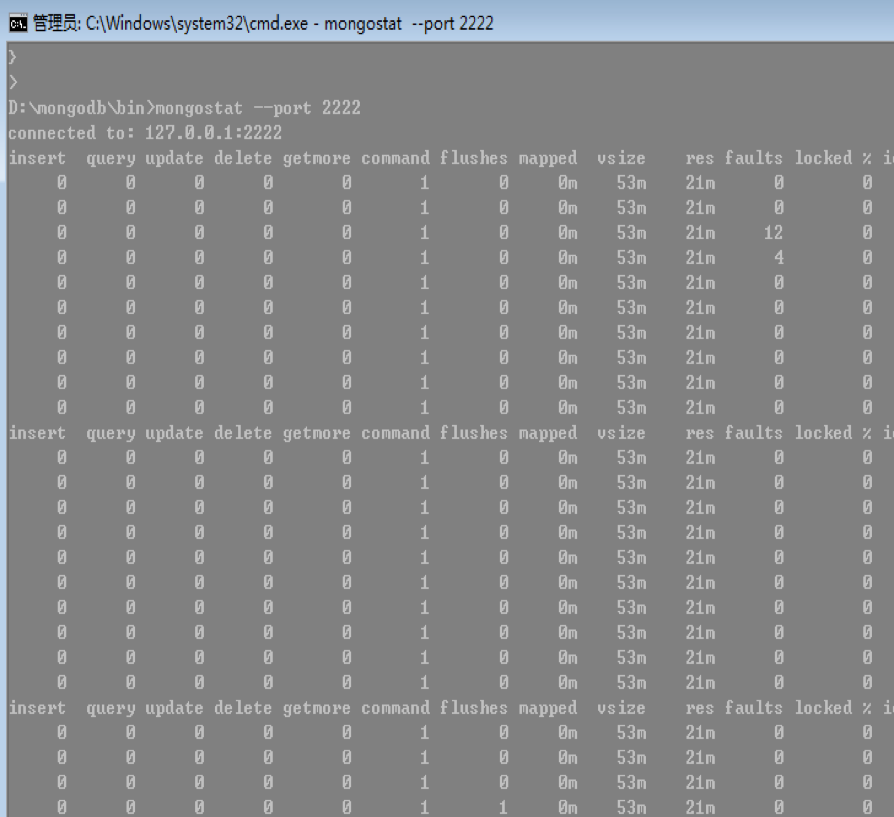 管理员: C:\Windows\system32\cmd.exe - mongostat  --port 2222
}
>
D:\mongodb\bin>mongostat --port 2222
connected to: 127.0.0.1:2222
insert query update delete getmore command flushes mapped vsize res faults locked % i
0 0 0 0 0 1 0 0m 53m 21m 0 0
0 0 0 0 0 1 0 0m 53m 21m 0 0
0 0 0 0 0 1 0 0m 53m 21m 12 0
0 0 0 0 0 1 0 0m 53m 21m 4 0
0 0 0 0 0 1 0 0m 53m 21m 0 0
0 0 0 0 0 1 0 0m 53m 21m 0 0
0 0 0 0 0 1 0 0m 53m 21m 0 0
0 0 0 0 0 1 0 0m 53m 21m 0 0
0 0 0 0 0 1 0 0m 53m 21m 0 0
0 0 0 0 0 1 0 0m 53m 21m 0 0
insert query update delete getmore command flushes mapped vsize res faults locked % i
0 0 0 0 0 1 0 0m 53m 21m 0 0
0 0 0 0 0 1 0 0m 53m 21m 0 0
0 0 0 0 0 1 0 0m 53m 21m 0 0
0 0 0 0 0 1 0 0m 53m 21m 0 0
0 0 0 0 0 1 0 0m 53m 21m 0 0
0 0 0 0 0 1 0 0m 53m 21m 0 0
0 0 0 0 0 1 0 0m 53m 21m 0 0
0 0 0 0 0 1 0 0m 53m 21m 0 0
0 0 0 0 0 1 0 0m 53m 21m 0 0
0 0 0 0 0 1 0 0m 53m 21m 0 0
insert query update delete getmore command flushes mapped vsize res faults locked % i
0 0 0 0 0 1 0 0m 53m 21m 0 0
0 0 0 0 0 1 0 0m 53m 21m 0 0
0 0 0 0 0 1 0 0m 53m 21m 0 0
0 0 0 0 0 1 1 0m 53m 21m 0 0